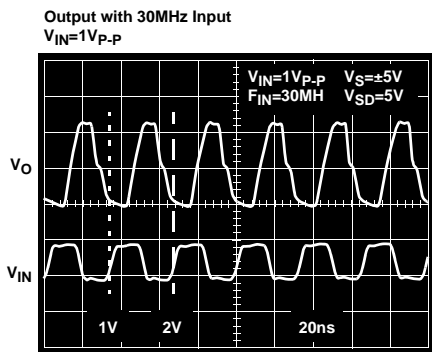 Output with 30MHz Input
VIN=1VP-P
VIN=1VP-P VS=±5V
FIN=30MH VSD=5V
VO
VIN
1V 2V 20ns